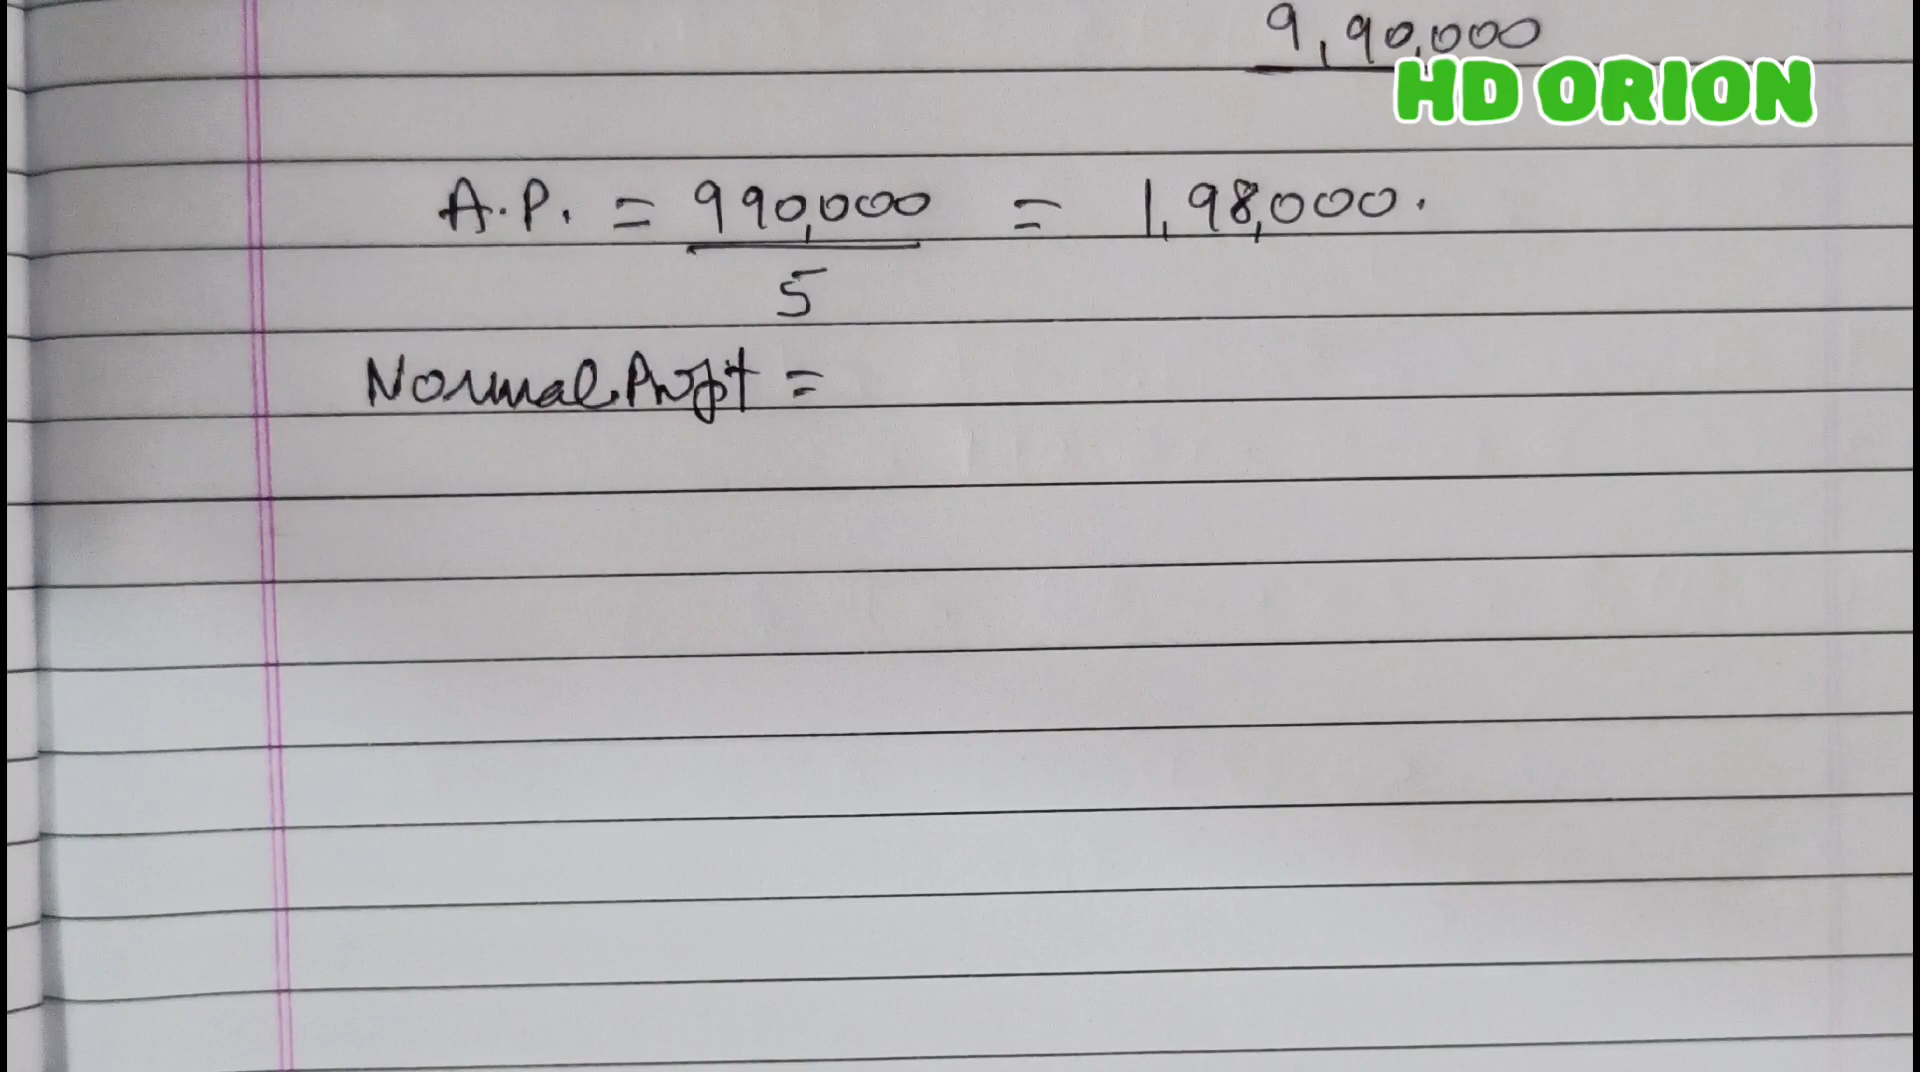 9,90,000
HD ORION
A.P. = 990,000 = 1,98,000.
5
Normal Profit =